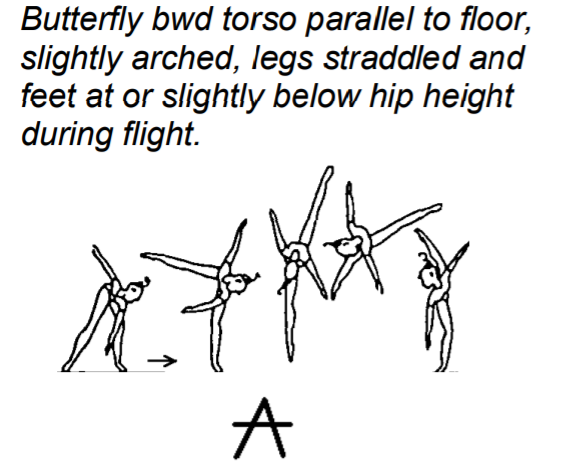 Butterfly bwd torso parallel to floor,
slightly arched, legs straddled and
feet at or slightly below hip height
during flight.